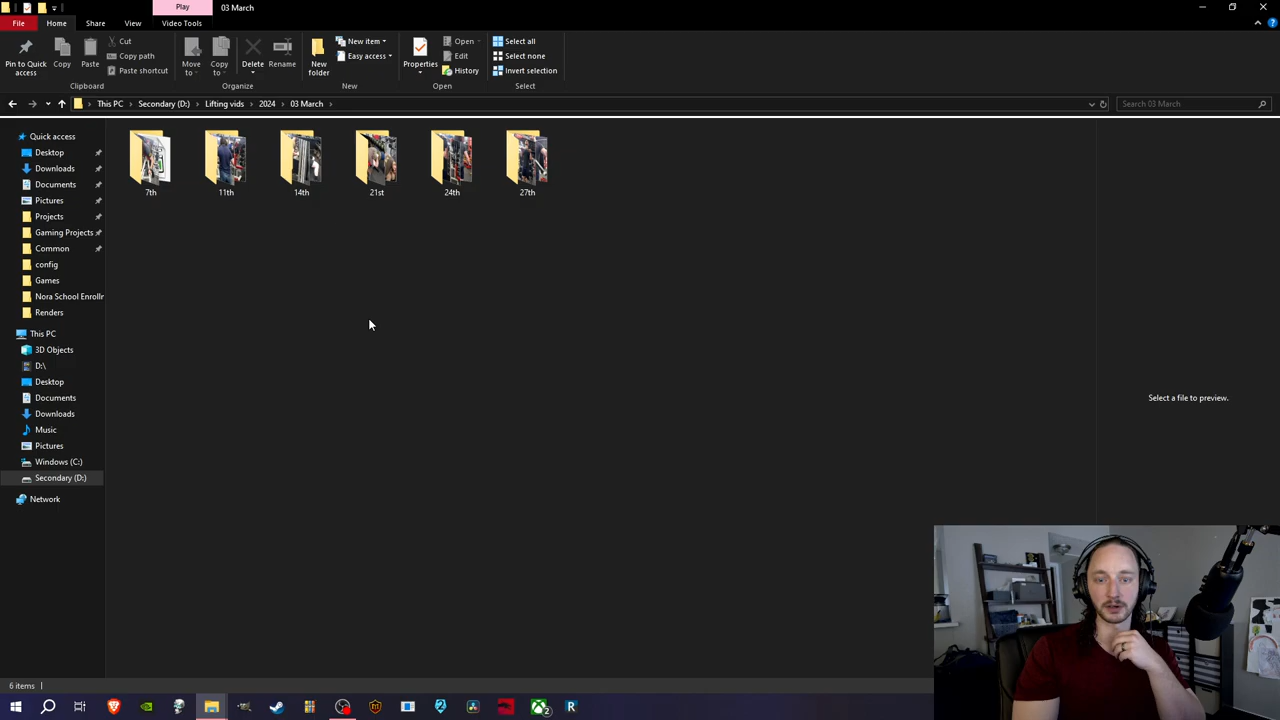 Play
03 March
File
Home
Share
View
Video Tools
Pin to Quick access
Copy
Paste
Cut
Copy path
Paste shortcut
Clipboard
Move to
Copy to
Delete
Rename
Organize
New folder
New item
Easy access
New
Properties
Open
Edit
History
Open
Select all
Select none
Invert selection
Select
This PC
Secondary (D:)
Lifting vids
2024
03 March
Search 03 March
Quick access
Desktop
Downloads
Documents
Pictures
Projects
Gaming Projects
Common
config
Games
Nora School Enrollr
Renders
This PC
3D Objects
D:\
Desktop
Documents
Downloads
Music
Pictures
Windows (C:)
Secondary (D:)
Network
7th
11th
14th
21st
24th
27th
Select a file to preview.
6 items